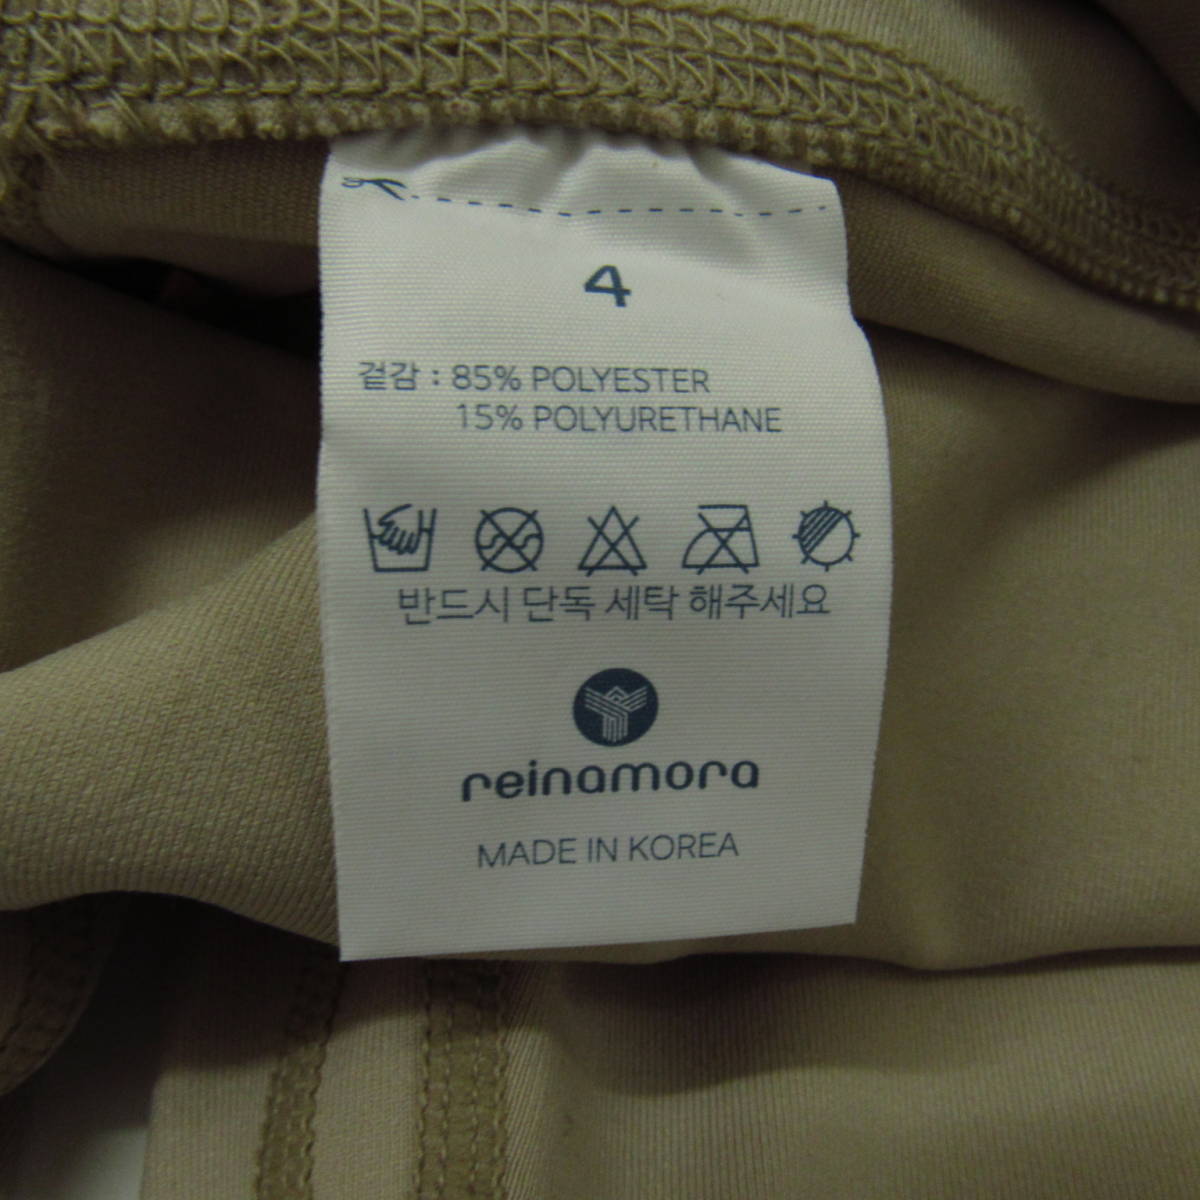 4
겉감 : 85% POLYESTER
15% POLYURETHANE
반드시 단독 세탁 해주세요
reinamora
MADE IN KOREA